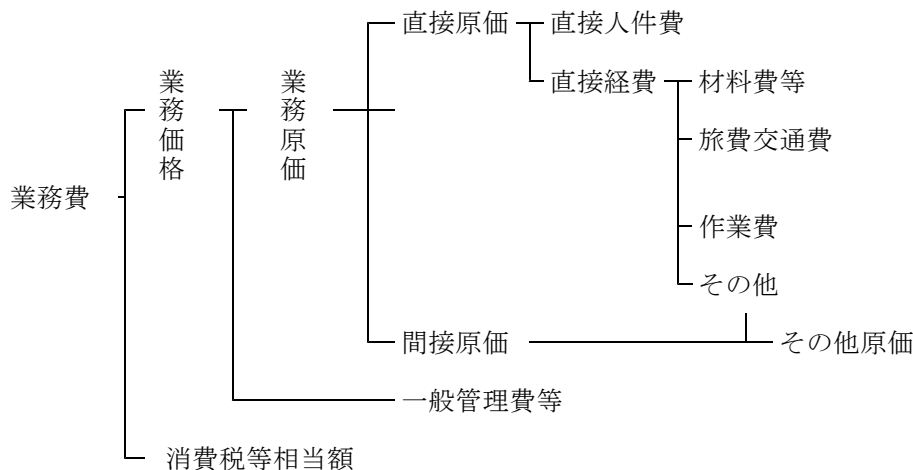 直接原価
直接人件費
業務価格
業務原価
直接経費
材料費等
旅費交通費
業務費
作業費
その他
間接原価
その他原価
一般管理費等
消費税等相当額